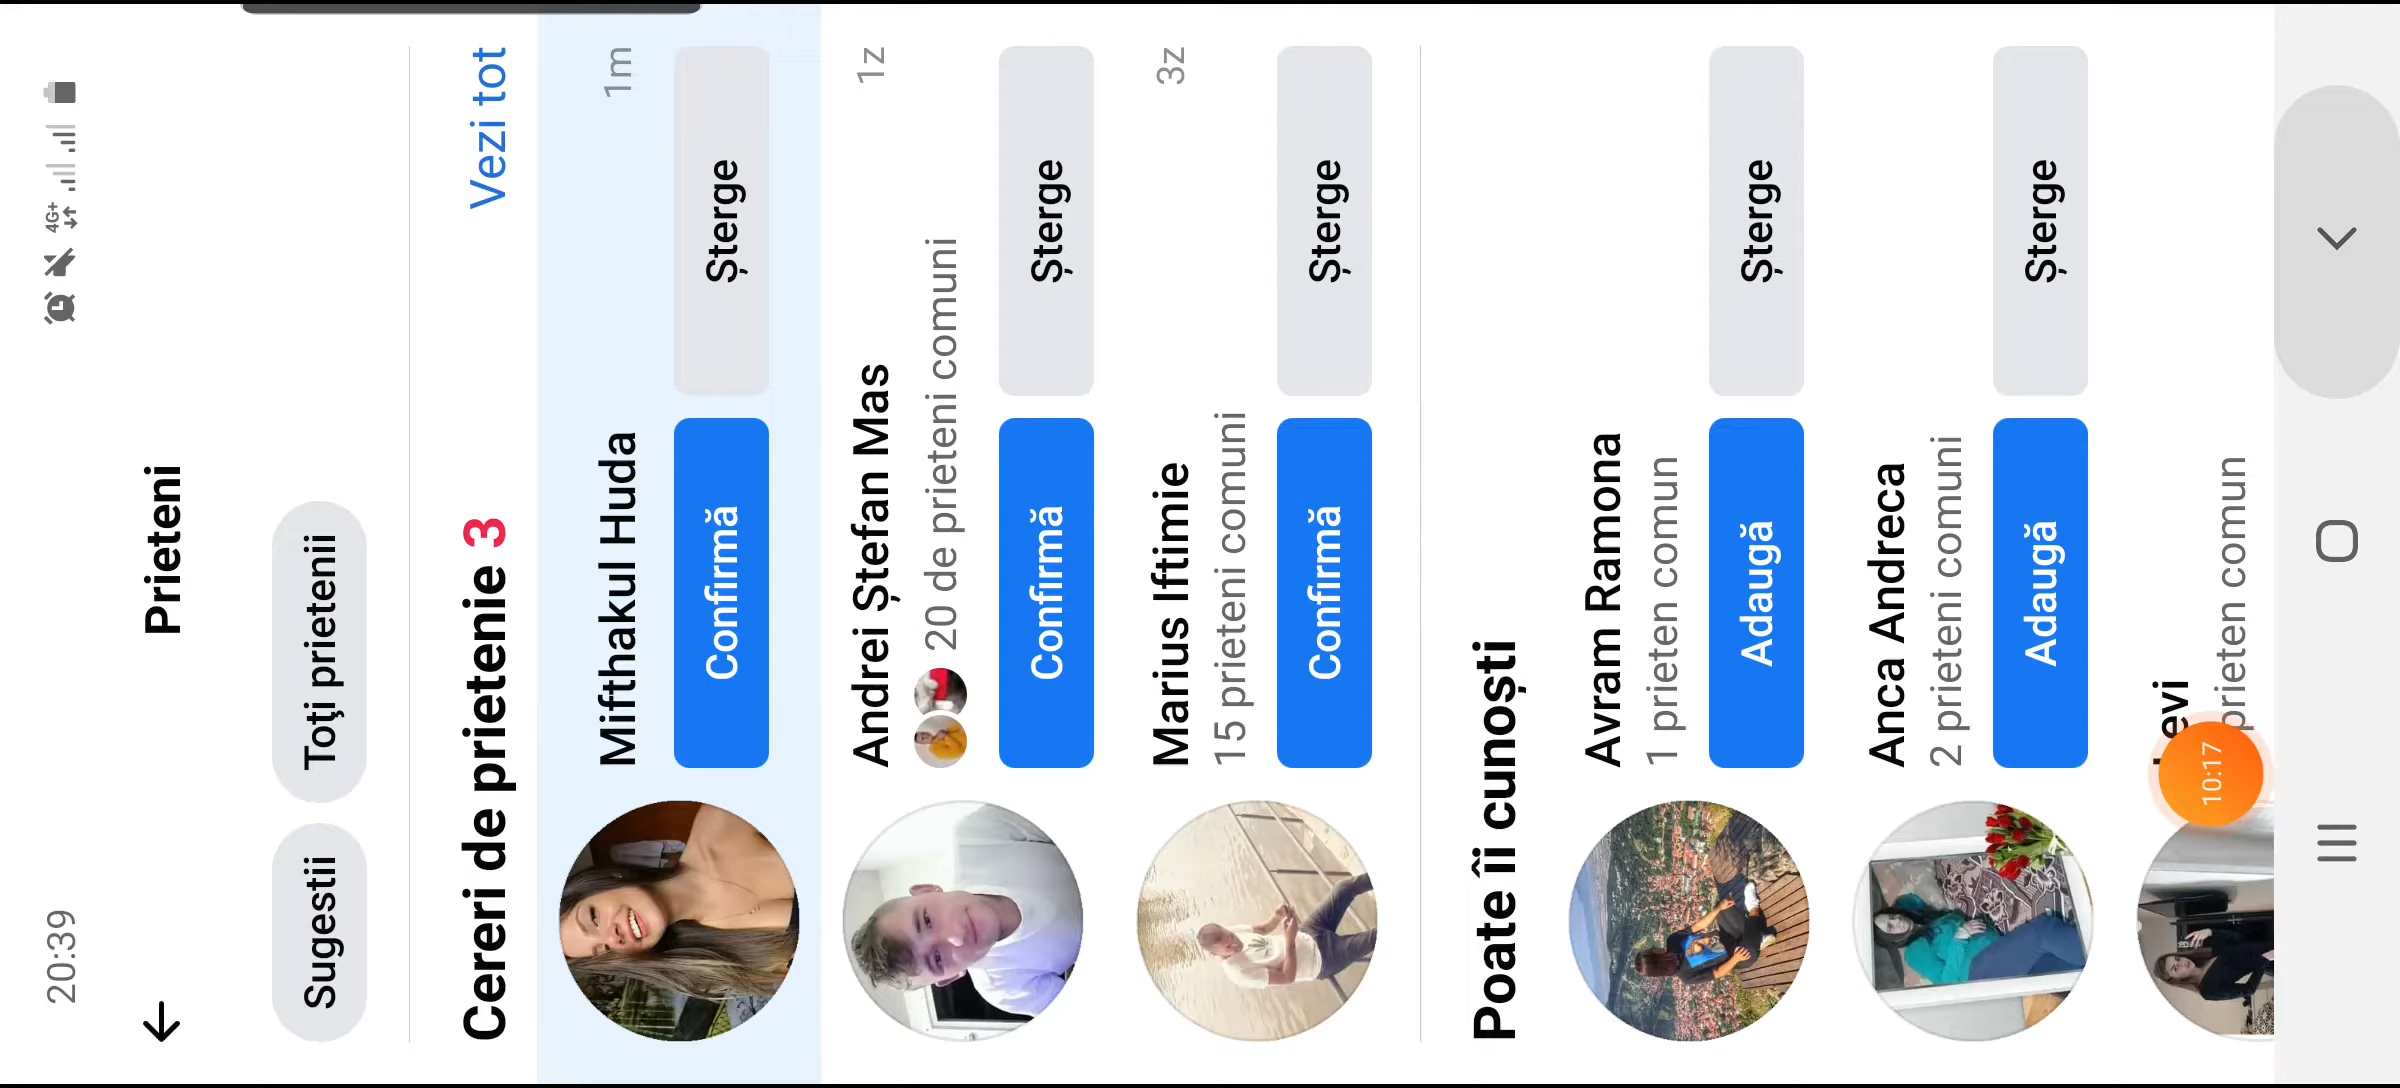 20:39
4G+
Prieteni
Sugestii
Toți prietenii
Cereri de prietenie 3
Vezi tot
Mifthakul Huda
1m
Confirmă
Șterge
Andrei Ștefan Mas
1z
20 de prieteni comuni
Confirmă
Șterge
Marius Iftimie
3z
15 prieteni comuni
Confirmă
Șterge
Poate îi cunoști
Avram Ramona
1 prieten comun
Adaugă
Șterge
Anca Andreca
2 prieteni comuni
Adaugă
Șterge
prieten comun
10:17